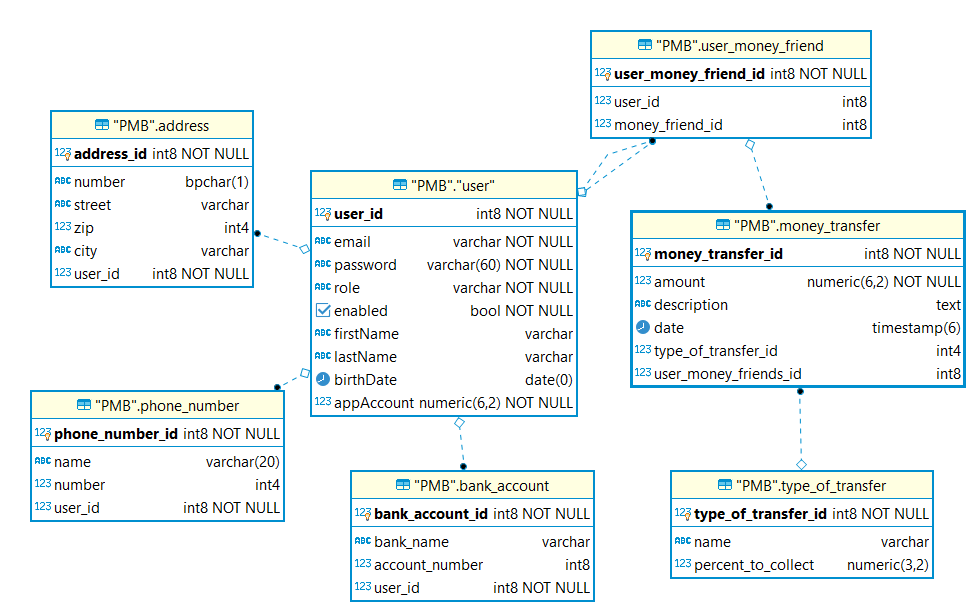 "PMB".user_money_friend
123 user_money_friend_id int8 NOT NULL
123 user_id int8
123 money_friend_id int8
"PMB".address
123 address_id int8 NOT NULL
ABC number bpchar(1)
ABC street varchar
123 zip int4
ABC city varchar
123 user_id int8 NOT NULL
"PMB"."user"
123 user_id int8 NOT NULL
ABC email varchar NOT NULL
ABC password varchar(60) NOT NULL
ABC role varchar NOT NULL
enabled bool NOT NULL
ABC firstName varchar
ABC lastName varchar
birthDate date(0)
123 appAccount numeric(6,2) NOT NULL
"PMB".money_transfer
123 money_transfer_id int8 NOT NULL
123 amount numeric(6,2) NOT NULL
ABC description text
date timestamp(6)
123 type_of_transfer_id int4
123 user_money_friends_id int8
"PMB".phone_number
123 phone_number_id int8 NOT NULL
ABC name varchar(20)
123 number int4
123 user_id int8 NOT NULL
"PMB".bank_account
123 bank_account_id int8 NOT NULL
ABC bank_name varchar
123 account_number int8
123 user_id int8 NOT NULL
"PMB".type_of_transfer
123 type_of_transfer_id int8 NOT NULL
ABC name varchar
123 percent_to_collect numeric(3,2)